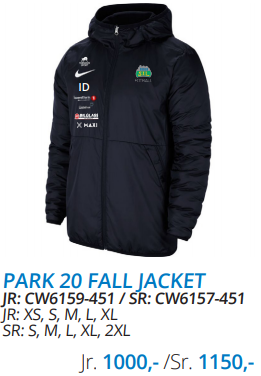 ID
BILGLASS
MAXI
PARK 20 FALL JACKET
JR: CW6159-451 / SR: CW6157-451
JR: XS, S, M, L, XL
SR: S, M, L, XL, 2XL
Jr. 1000,- /Sr. 1150,-